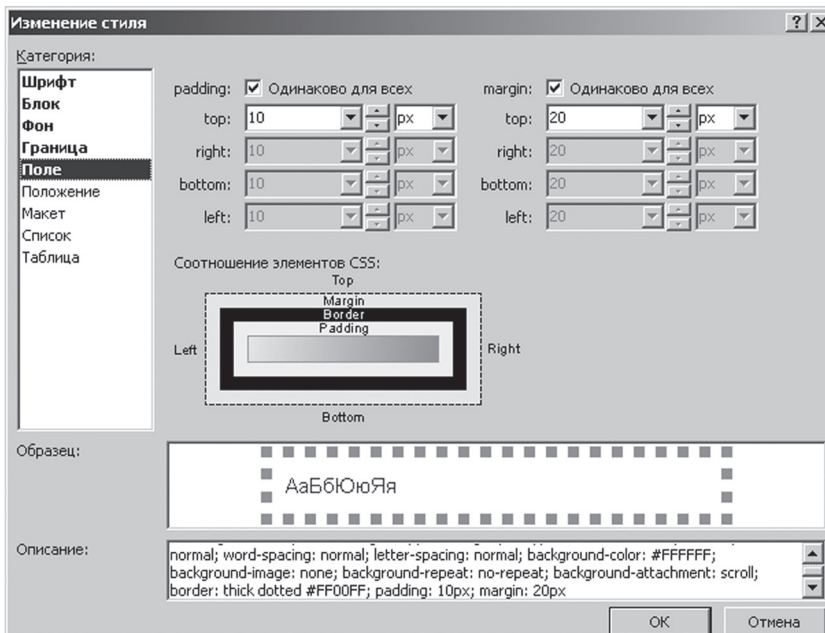 Изменение стиля
Категория:
Шрифт
Блок
Фон
Граница
Поле
Положение
Макет
Список
Таблица
padding: Одинаково для всех
top: 10 px
right: 10 px
bottom: 10 px
left: 10 px
margin: Одинаково для всех
top: 20 px
right: 20 px
bottom: 20 px
left: 20 px
Соотношение элементов CSS:
Top
Margin
Border
Padding
Left
Right
Bottom
Образец:
АаБбЮюЯя
Описание:
normal; word-spacing: normal; letter-spacing: normal; background-color: #FFFFFF;
background-image: none; background-repeat: no-repeat; background-attachment: scroll;
border: thick dotted #FF00FF; padding: 10px; margin: 20px
OK
Отмена